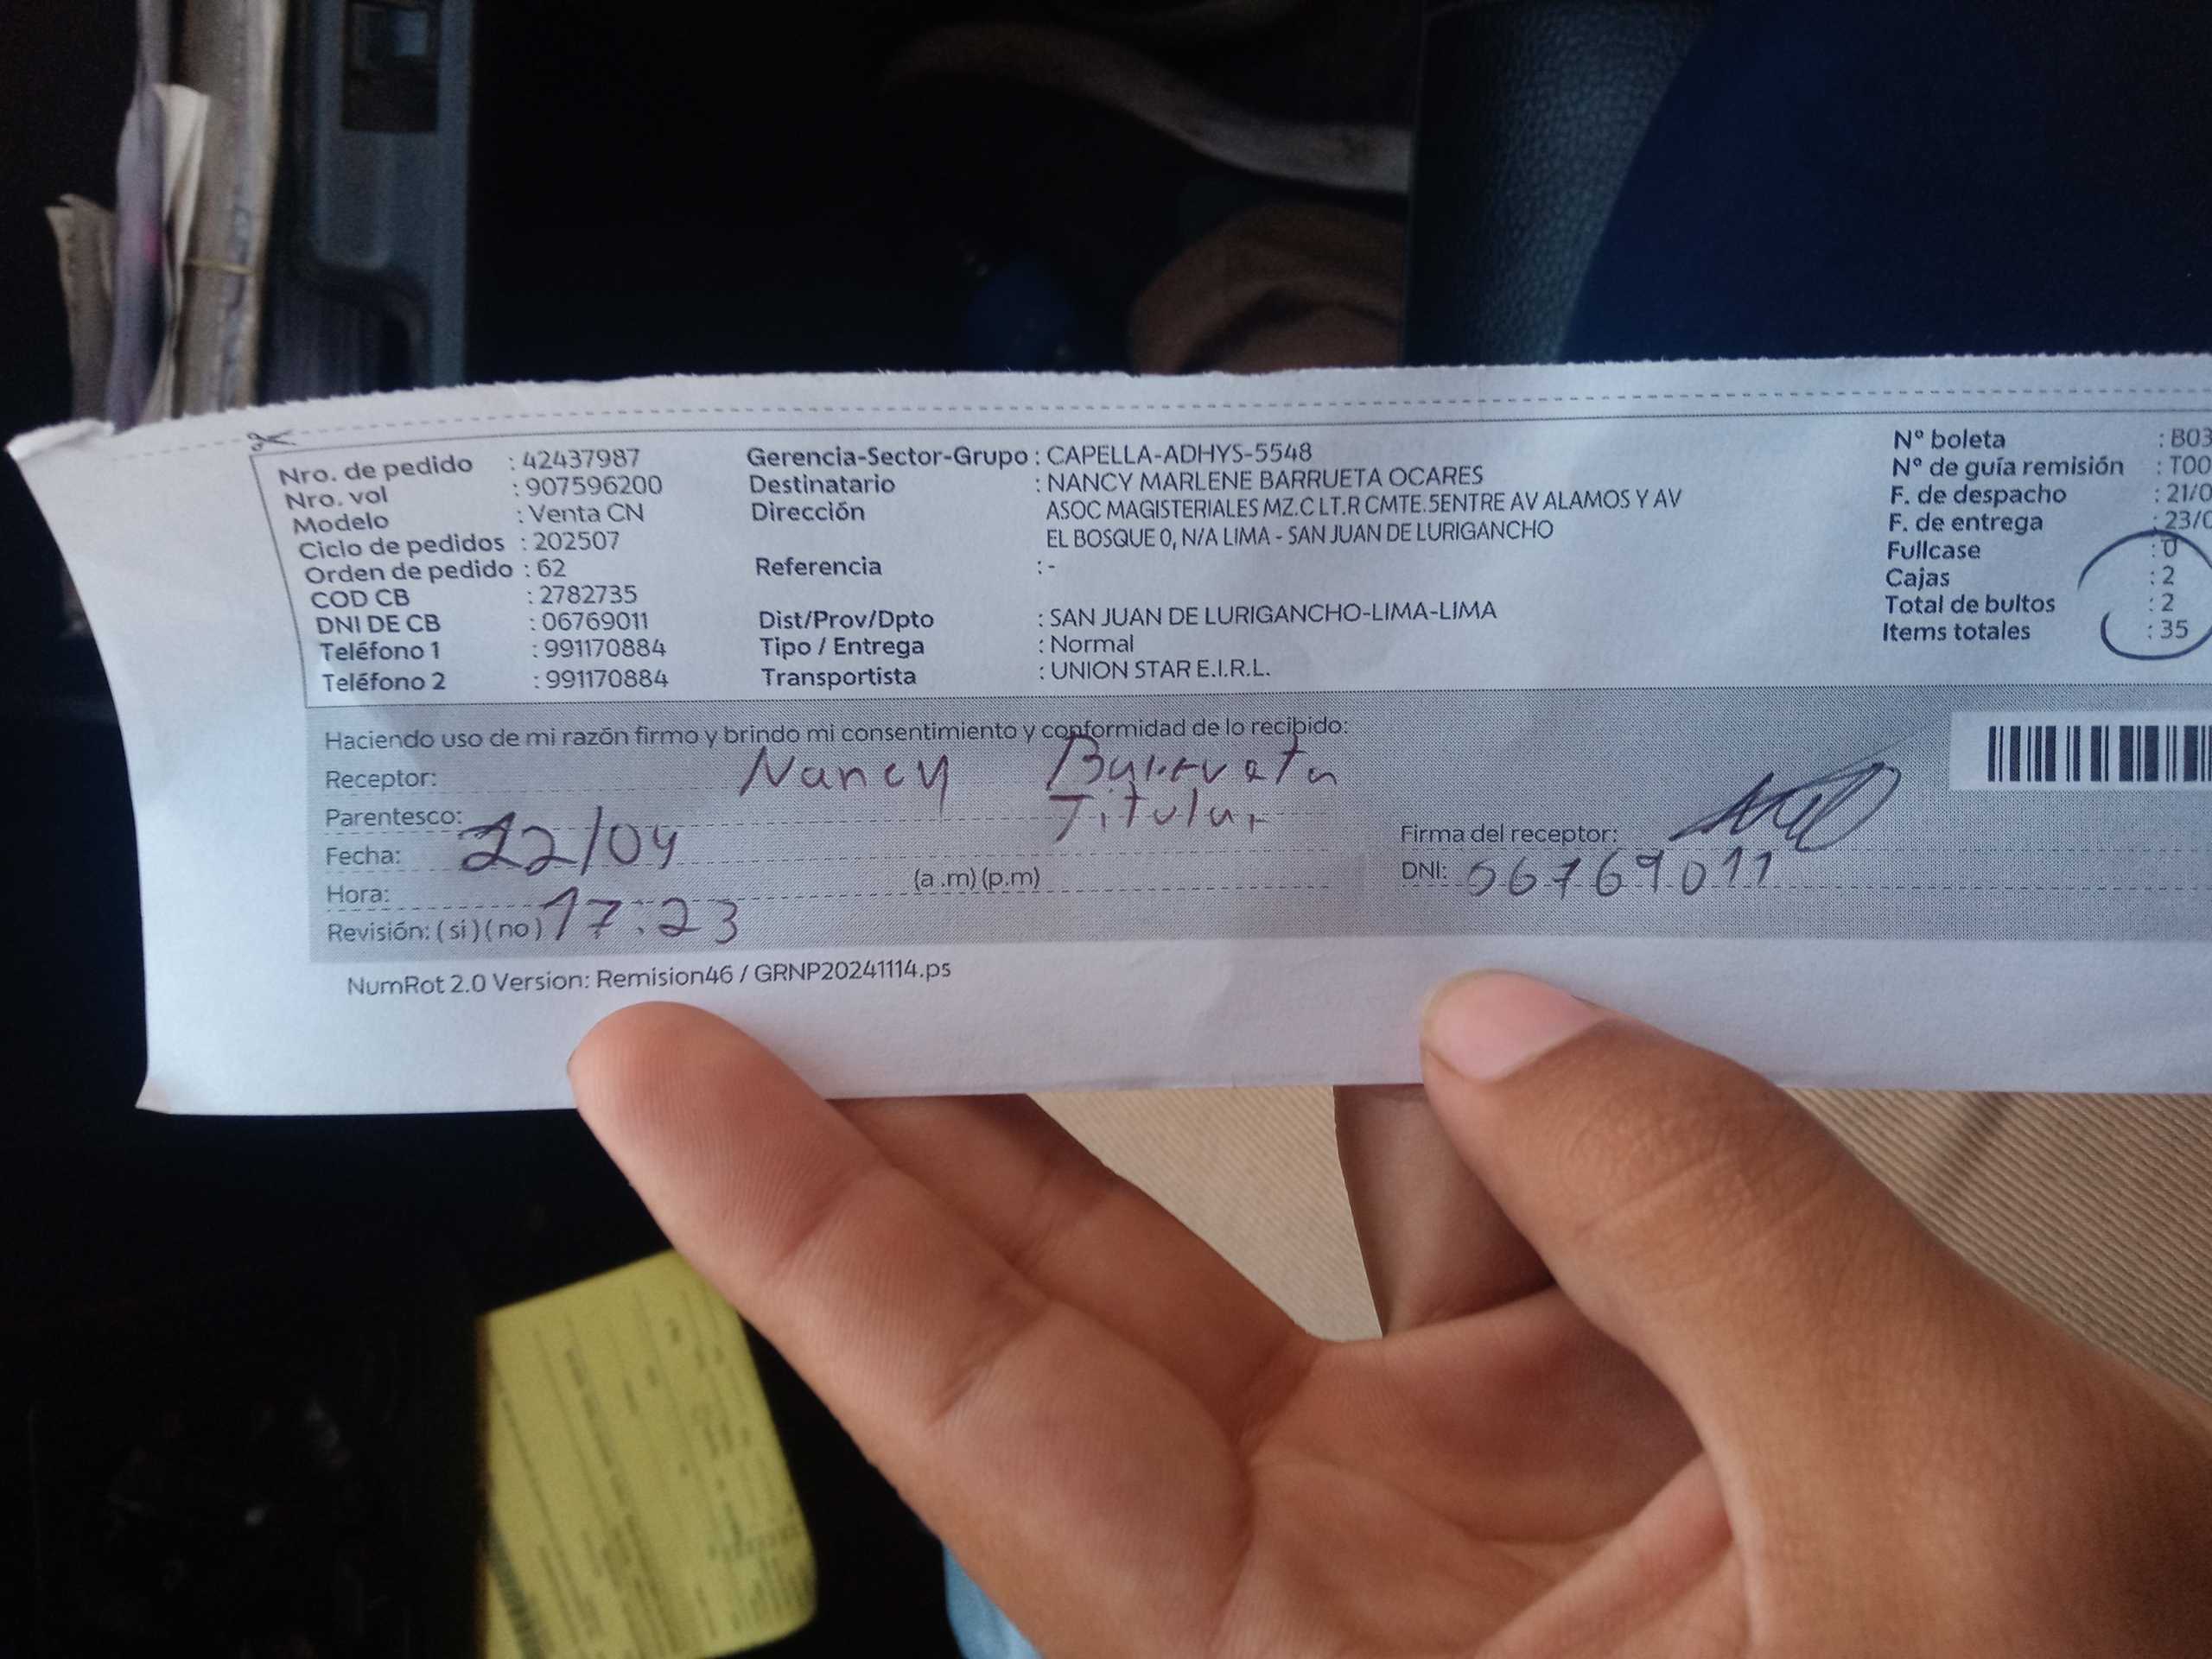 Nro. de pedido : 42437987
Nro. vol : 907596200
Modelo : Venta CN
Ciclo de pedidos : 202507
Orden de pedido : 62
COD CB : 2782735
DNI DE CB : 06769011
Teléfono 1 : 991170884
Teléfono 2 : 991170884
Gerencia-Sector-Grupo : CAPELLA-ADHYS-5548
Destinatario : NANCY MARLENE BARRUETA OCARES
Dirección ASOC MAGISTERIALES MZ.C LT.R CMTE.5ENTRE AV ALAMOS Y AV
EL BOSQUE 0, N/A LIMA - SAN JUAN DE LURIGANCHO
Referencia : -
Dist/Prov/Dpto : SAN JUAN DE LURIGANCHO-LIMA-LIMA
Tipo / Entrega : Normal
Transportista : UNION STAR E.I.R.L.
N° boleta : B03
N° de guía remisión : T00
F. de despacho : 21/0
F. de entrega : 23/0
Fullcase : 0
Cajas : 2
Total de bultos : 2
Items totales : 35
Haciendo uso de mi razón firmo y brindo mi consentimiento y conformidad de lo recibido:
Receptor: Nancy Barrueta
Parentesco: Titular
Fecha: 22/04
Hora: (a .m) (p.m)
Revisión: ( si ) ( no ) 17:23
Firma del receptor:
DNI: 06769011
NumRot 2.0 Version: Remision46 / GRNP20241114.ps